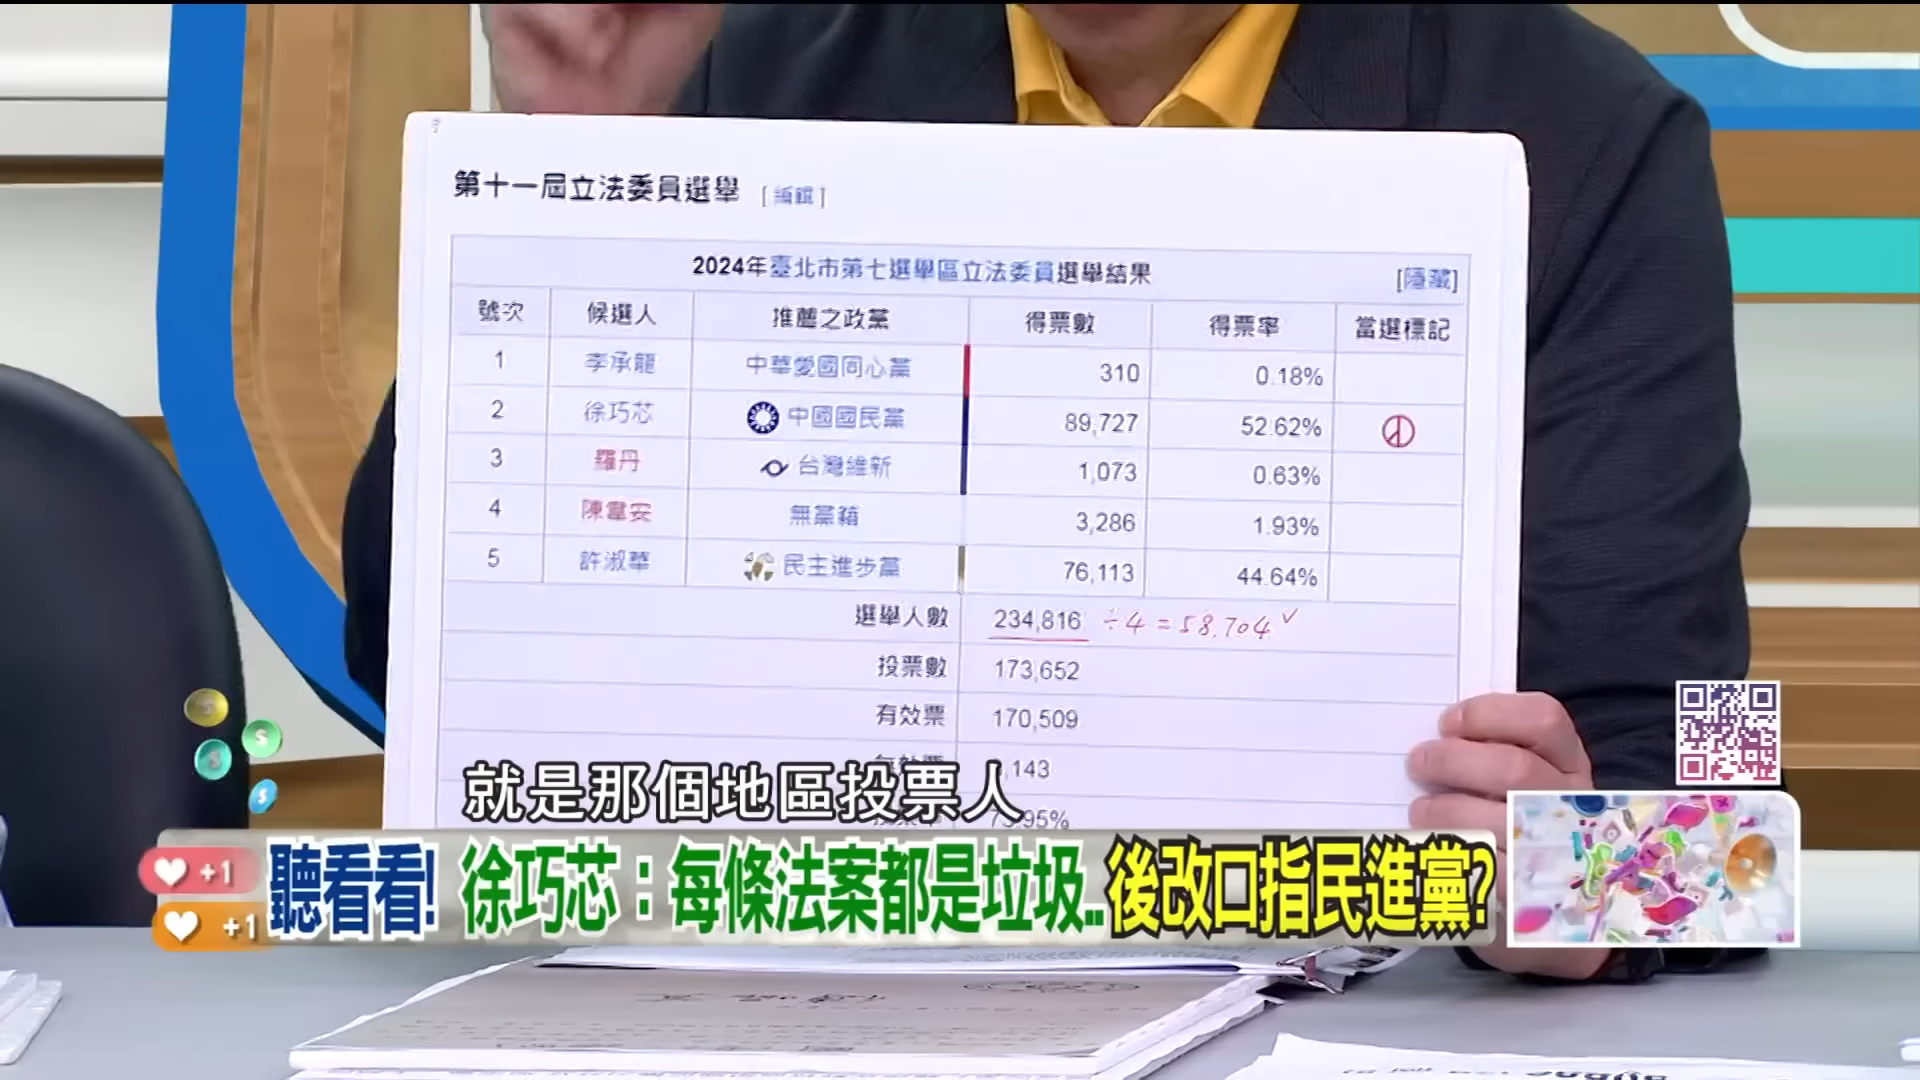 第十一屆立法委員選舉 [編輯]
2024年臺北市第七選舉區立法委員選舉結果 [隱藏]
號次 候選人 推薦之政黨 得票數 得票率 當選標記
1 李承龍 中華愛國同心黨 310 0.18%
2 徐巧芯 中國國民黨 89,727 52.62%
3 羅丹 台灣維新 1,073 0.63%
4 陳韋安 無黨籍 3,286 1.93%
5 許淑華 民主進步黨 76,113 44.64%
選舉人數 234,816 ÷4=58,704 ✓
投票數 173,652
有效票 170,509
,143
就是那個地區投票人
+1
+1
聽看看! 徐巧芯：每條法案都是垃圾..後改口指民進黨?